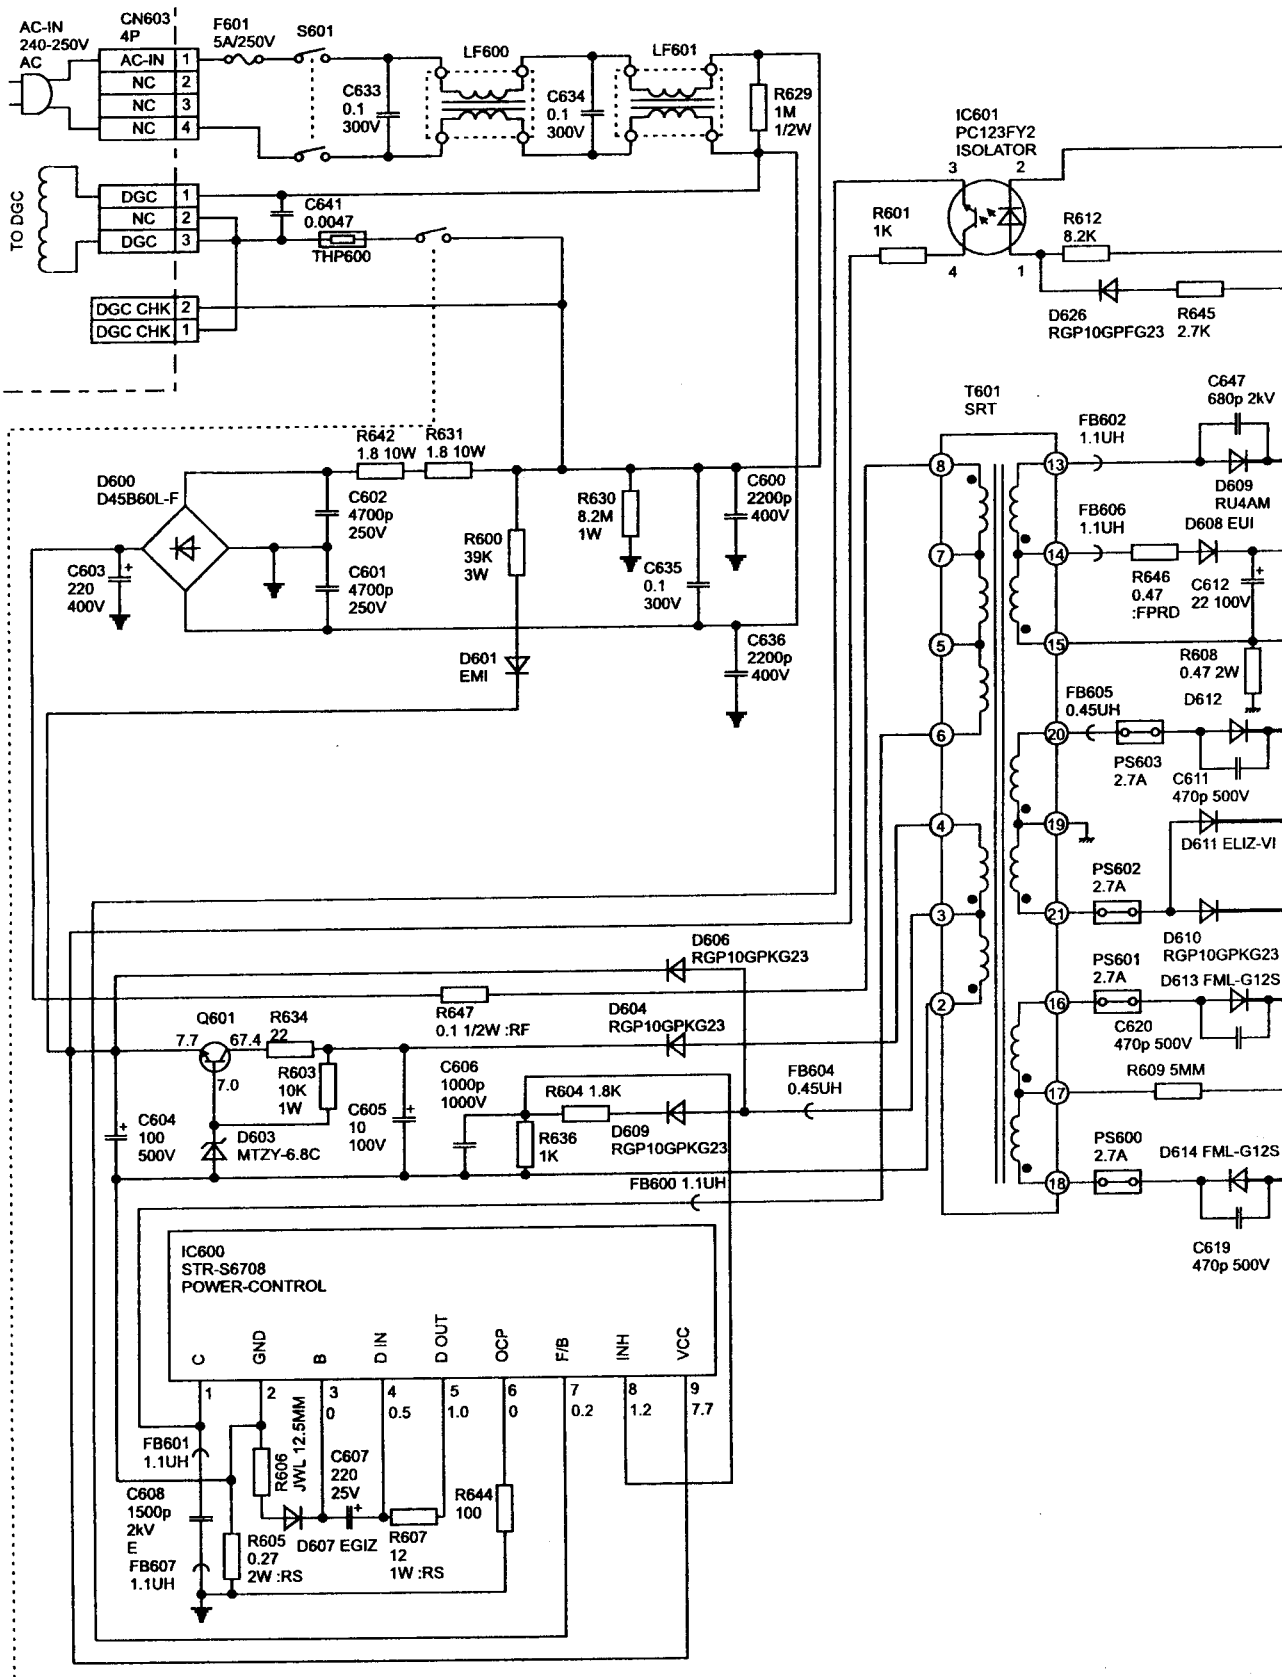 AC-IN
240-250V
AC
CN603
4P
AC-IN 1
NC 2
NC 3
NC 4
F601
5A/250V
S601
LF600
LF601
C633
0.1
300V
C634
0.1
300V
R629
1M
1/2W
TO DGC
DGC 1
NC 2
DGC 3
C641
0.0047
THP600
DGC CHK 2
DGC CHK 1
IC601
PC123FY2
ISOLATOR
3
2
4
1
R601
1K
R612
8.2K
D626
RGP10GPFG23
R645
2.7K
D600
D45B60L-F
R642
1.8 10W
R631
1.8 10W
C602
4700p
250V
C601
4700p
250V
C603
+
220
400V
R600
39K
3W
R630
8.2M
1W
C635
0.1
300V
C600
2200p
400V
C636
2200p
400V
D601
EMI
T601
SRT
8
7
5
6
4
3
2
13
14
15
20
19
21
16
17
18
FB602
1.1UH
C647
680p 2kV
D609
RU4AM
FB606
1.1UH
D608 EUI
R646
0.47
:FPRD
C612
22 100V
+
R608
0.47 2W
FB605
0.45UH
D612
PS603
2.7A
C611
470p 500V
D611 ELIZ-VI
PS602
2.7A
D610
RGP10GPKG23
PS601
2.7A
D613 FML-G12S
C620
470p 500V
R609 5MM
PS600
2.7A
D614 FML-G12S
C619
470p 500V
D606
RGP10GPKG23
R647
0.1 1/2W :RF
D604
RGP10GPKG23
Q601
7.7
67.4
7.0
R634
22
R603
10K
1W
C605
10
100V
+
C606
1000p
1000V
R604 1.8K
R636
1K
D609
RGP10GPKG23
FB604
0.45UH
C604
100
500V
+
D603
MTZY-6.8C
FB600 1.1UH
IC600
STR-S6708
POWER-CONTROL
C
GND
B
D IN
D OUT
OCP
F/B
INH
VCC
1
2
3
4
5
6
7
8
9
0
0.5
1.0
0
0.2
1.2
7.7
FB601
1.1UH
C608
1500p
2kV
E
FB607
1.1UH
R606
JWL 12.5MM
C607
220
25V
+
R605
0.27
2W :RS
D607 EGIZ
R607
12
1W :RS
R644
100